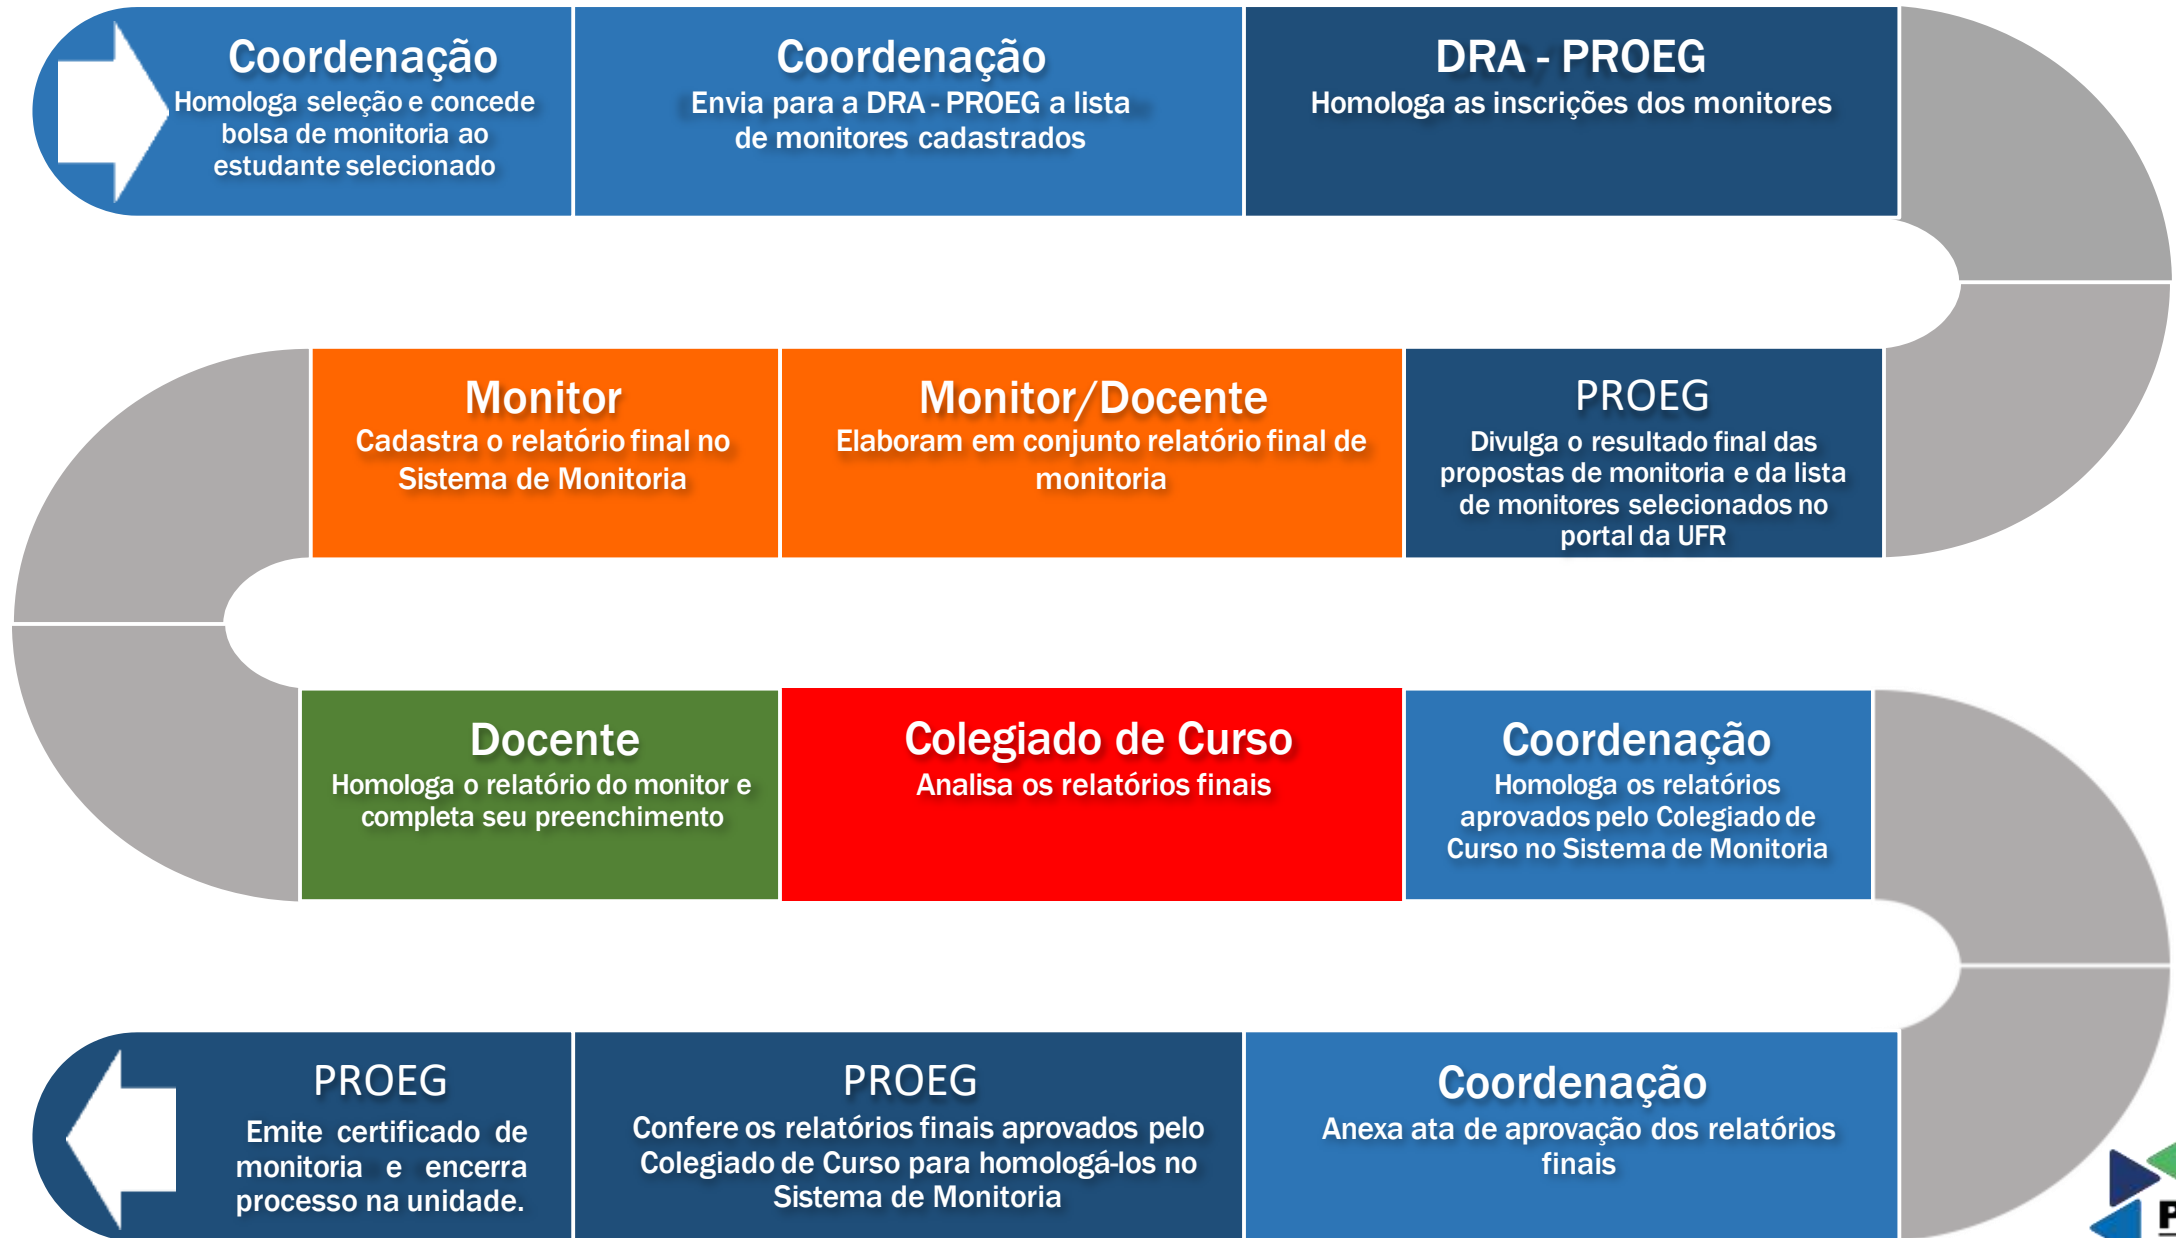 Coordenação
Homologa seleção e concede
bolsa de monitoria ao
estudante selecionado
Coordenação
Envia para a DRA - PROEG a lista
de monitores cadastrados
DRA - PROEG
Homologa as inscrições dos monitores
Monitor
Cadastra o relatório final no
Sistema de Monitoria
Monitor/Docente
Elaboram em conjunto relatório final de
monitoria
PROEG
Divulga o resultado final das
propostas de monitoria e da lista
de monitores selecionados no
portal da UFR
Docente
Homologa o relatório do monitor e
completa seu preenchimento
Colegiado de Curso
Analisa os relatórios finais
Coordenação
Homologa os relatórios
aprovados pelo Colegiado de
Curso no Sistema de Monitoria
PROEG
Emite certificado de
monitoria e encerra
processo na unidade.
PROEG
Confere os relatórios finais aprovados pelo
Colegiado de Curso para homologá-los no
Sistema de Monitoria
Coordenação
Anexa ata de aprovação dos relatórios
finais